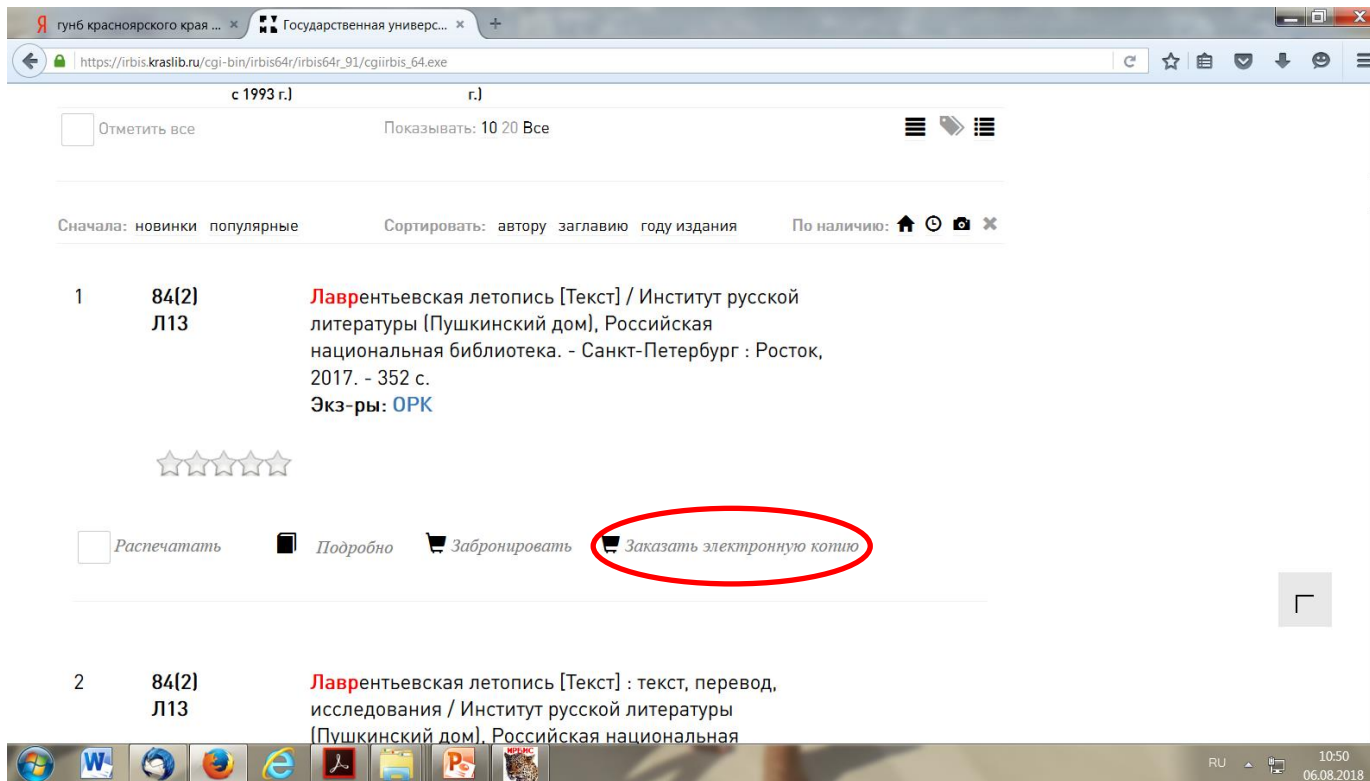 гунб красноярского края ...
Государственная универс...
https://irbis.kraslib.ru/cgi-bin/irbis64r/irbis64r_91/cgiirbis_64.exe
с 1993 г.) г.)
Отметить все Показывать: 10 20 Все
Сначала: новинки популярные Сортировать: автору заглавию году издания По наличию:
1 84(2) Лаврентьевская летопись [Текст] / Институт русской
Л13 литературы (Пушкинский дом), Российская
национальная библиотека. - Санкт-Петербург : Росток,
2017. - 352 с.
Экз-ры: ОРК
Распечатать Подробно Забронировать Заказать электронную копию
2 84(2) Лаврентьевская летопись [Текст] : текст, перевод,
Л13 исследования / Институт русской литературы
(Пушкинский дом), Российская национальная
RU 10:50
06.08.2018